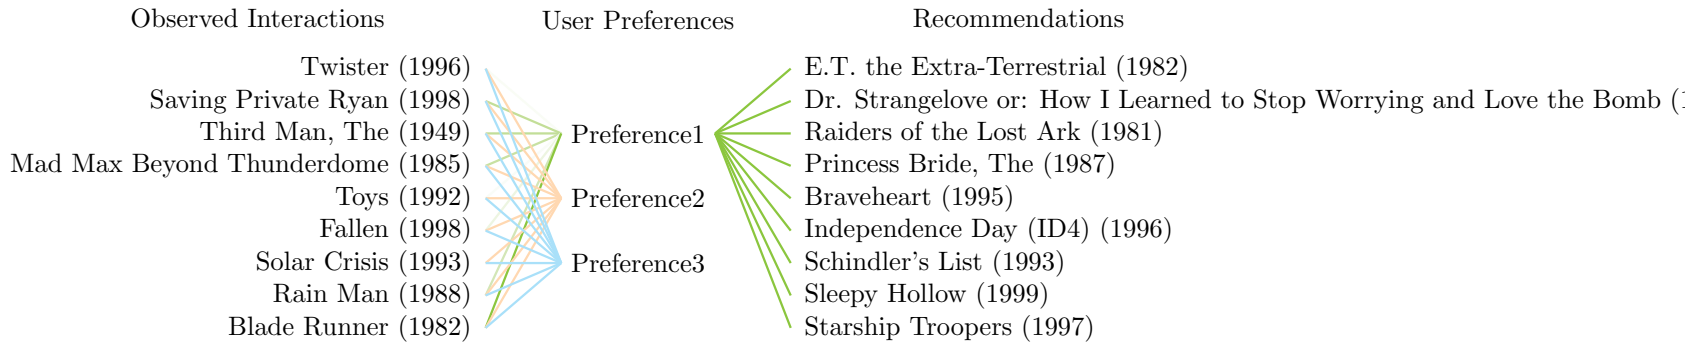 Observed Interactions
User Preferences
Recommendations
Twister (1996)
Saving Private Ryan (1998)
Third Man, The (1949)
Mad Max Beyond Thunderdome (1985)
Toys (1992)
Fallen (1998)
Solar Crisis (1993)
Rain Man (1988)
Blade Runner (1982)
Preference1
Preference2
Preference3
E.T. the Extra-Terrestrial (1982)
Dr. Strangelove or: How I Learned to Stop Worrying and Love the Bomb (
Raiders of the Lost Ark (1981)
Princess Bride, The (1987)
Braveheart (1995)
Independence Day (ID4) (1996)
Schindler's List (1993)
Sleepy Hollow (1999)
Starship Troopers (1997)